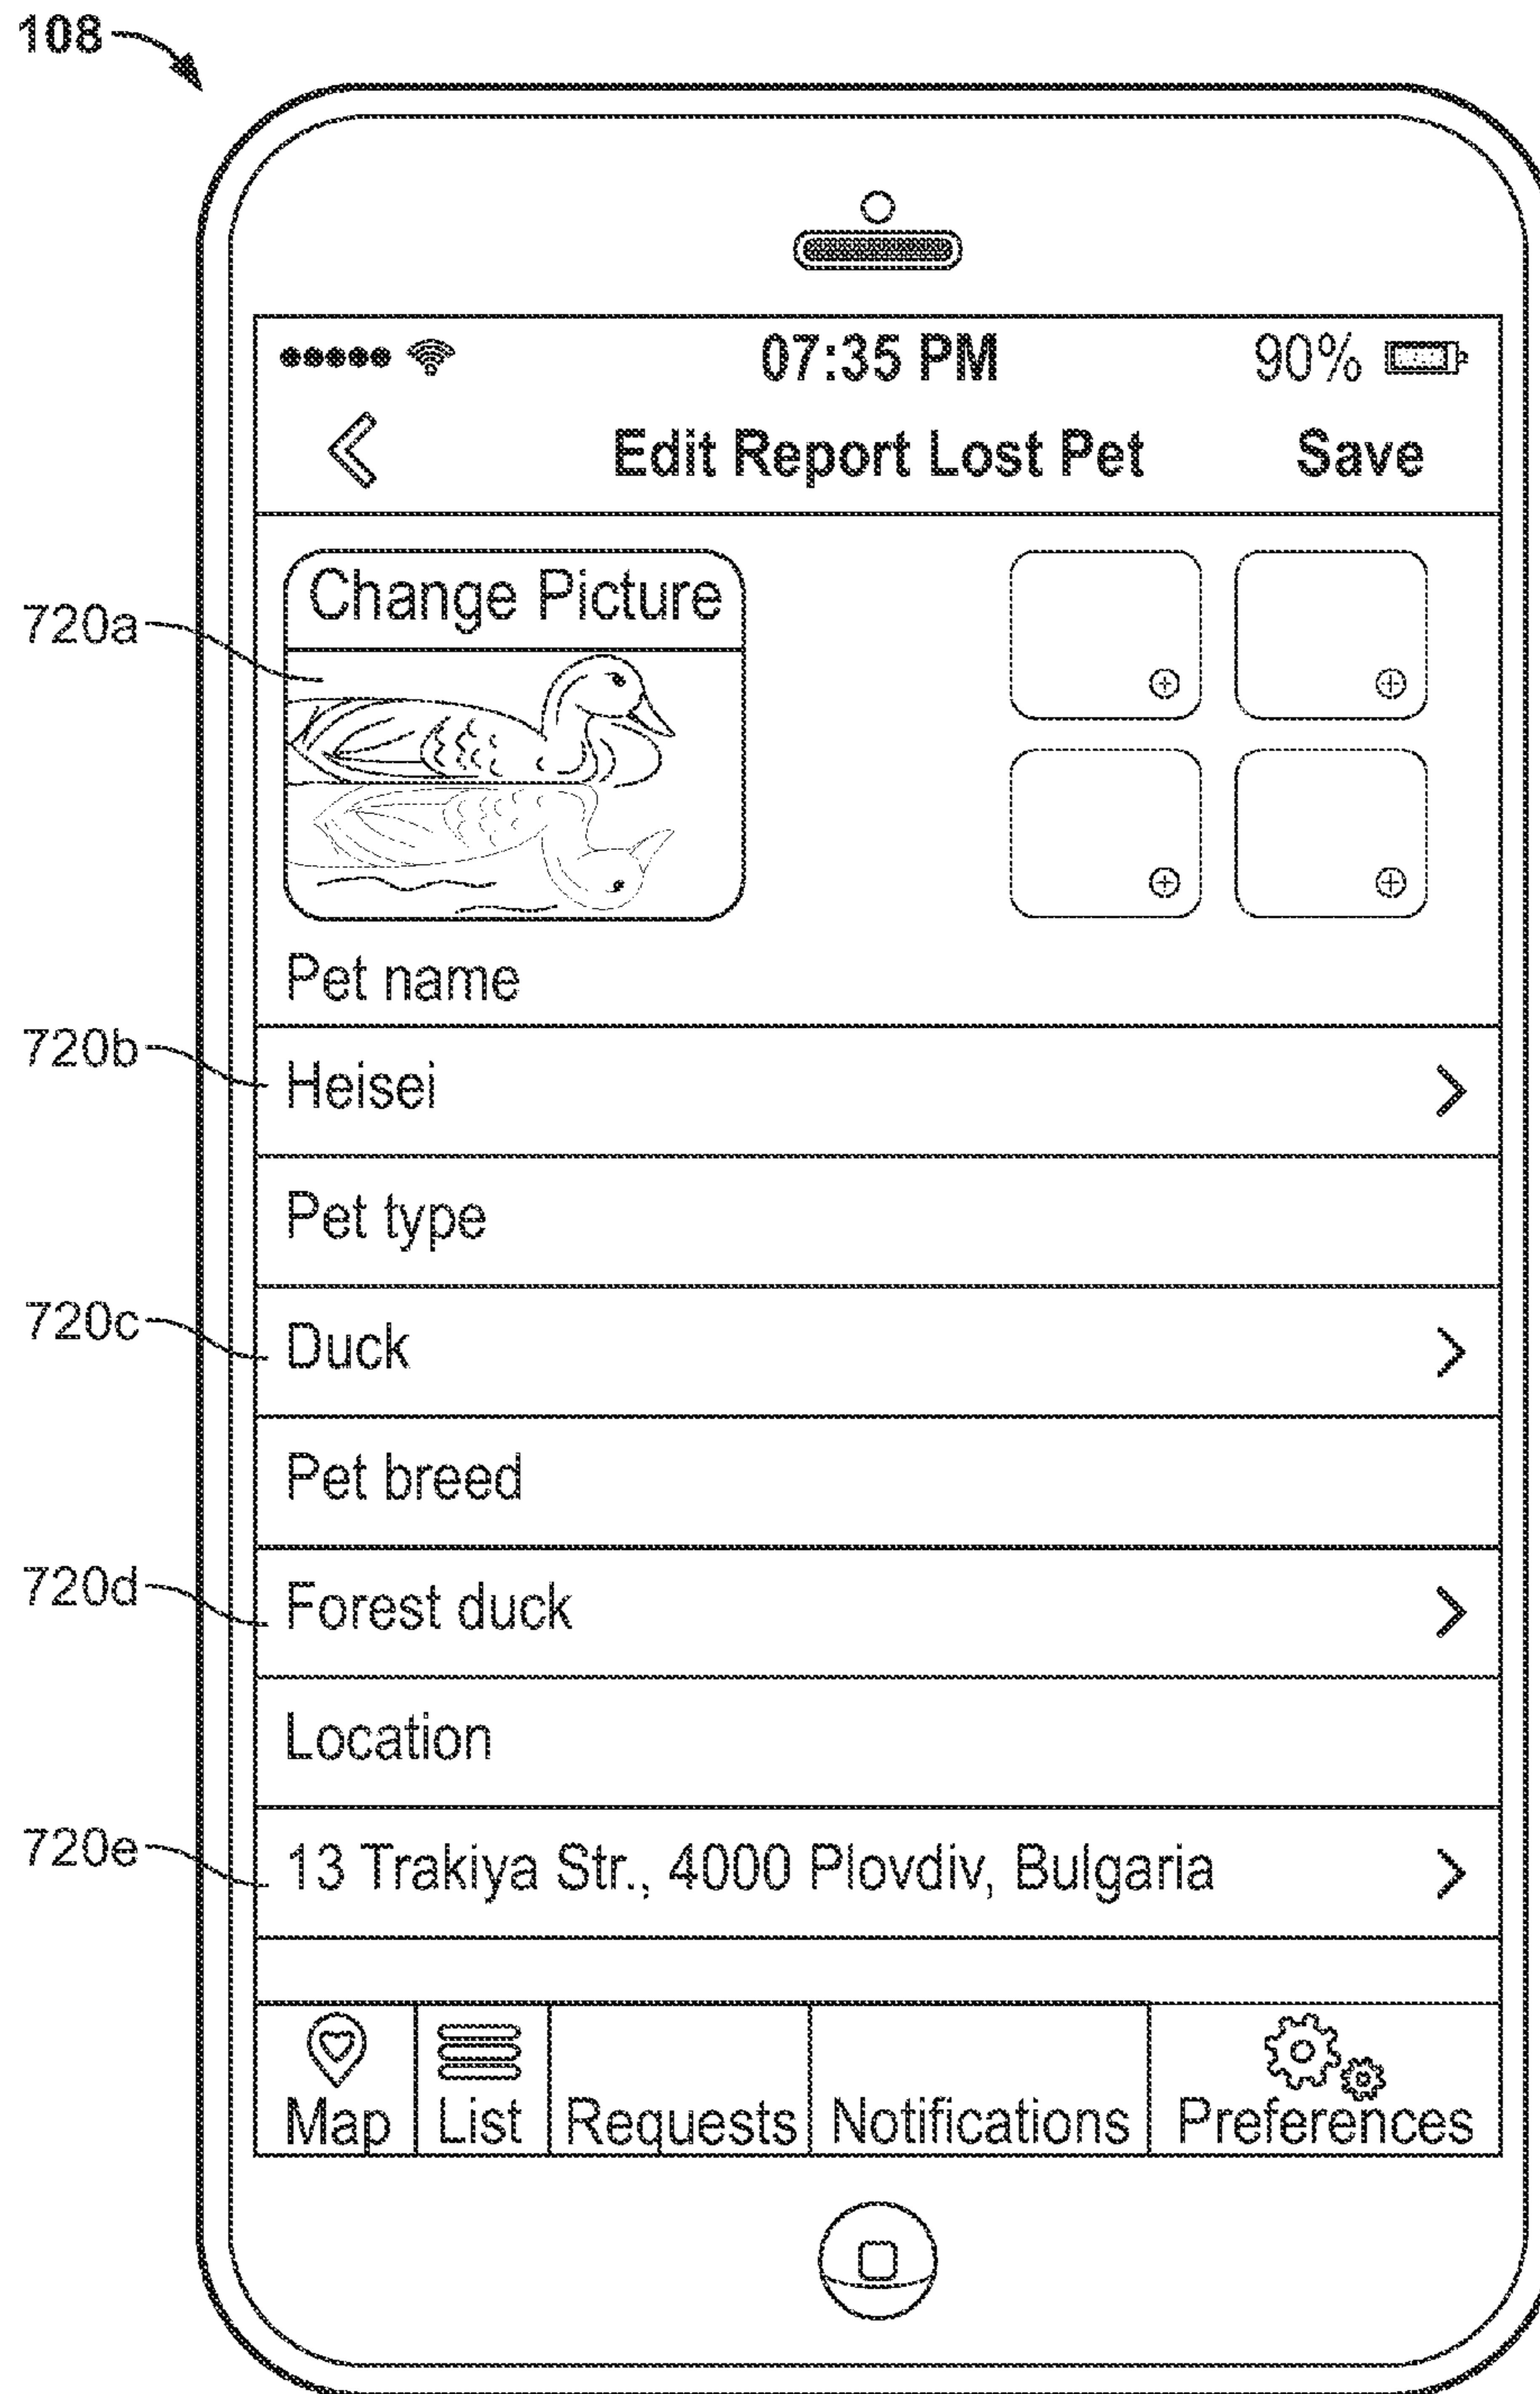 108
07:35 PM 90%
Edit Report Lost Pet Save
Change Picture
720a
Pet name
720b
Heisei
Pet type
720c
Duck
Pet breed
720d
Forest duck
Location
720e
13 Trakiya Str., 4000 Plovdiv, Bulgaria
Map List Requests Notifications Preferences